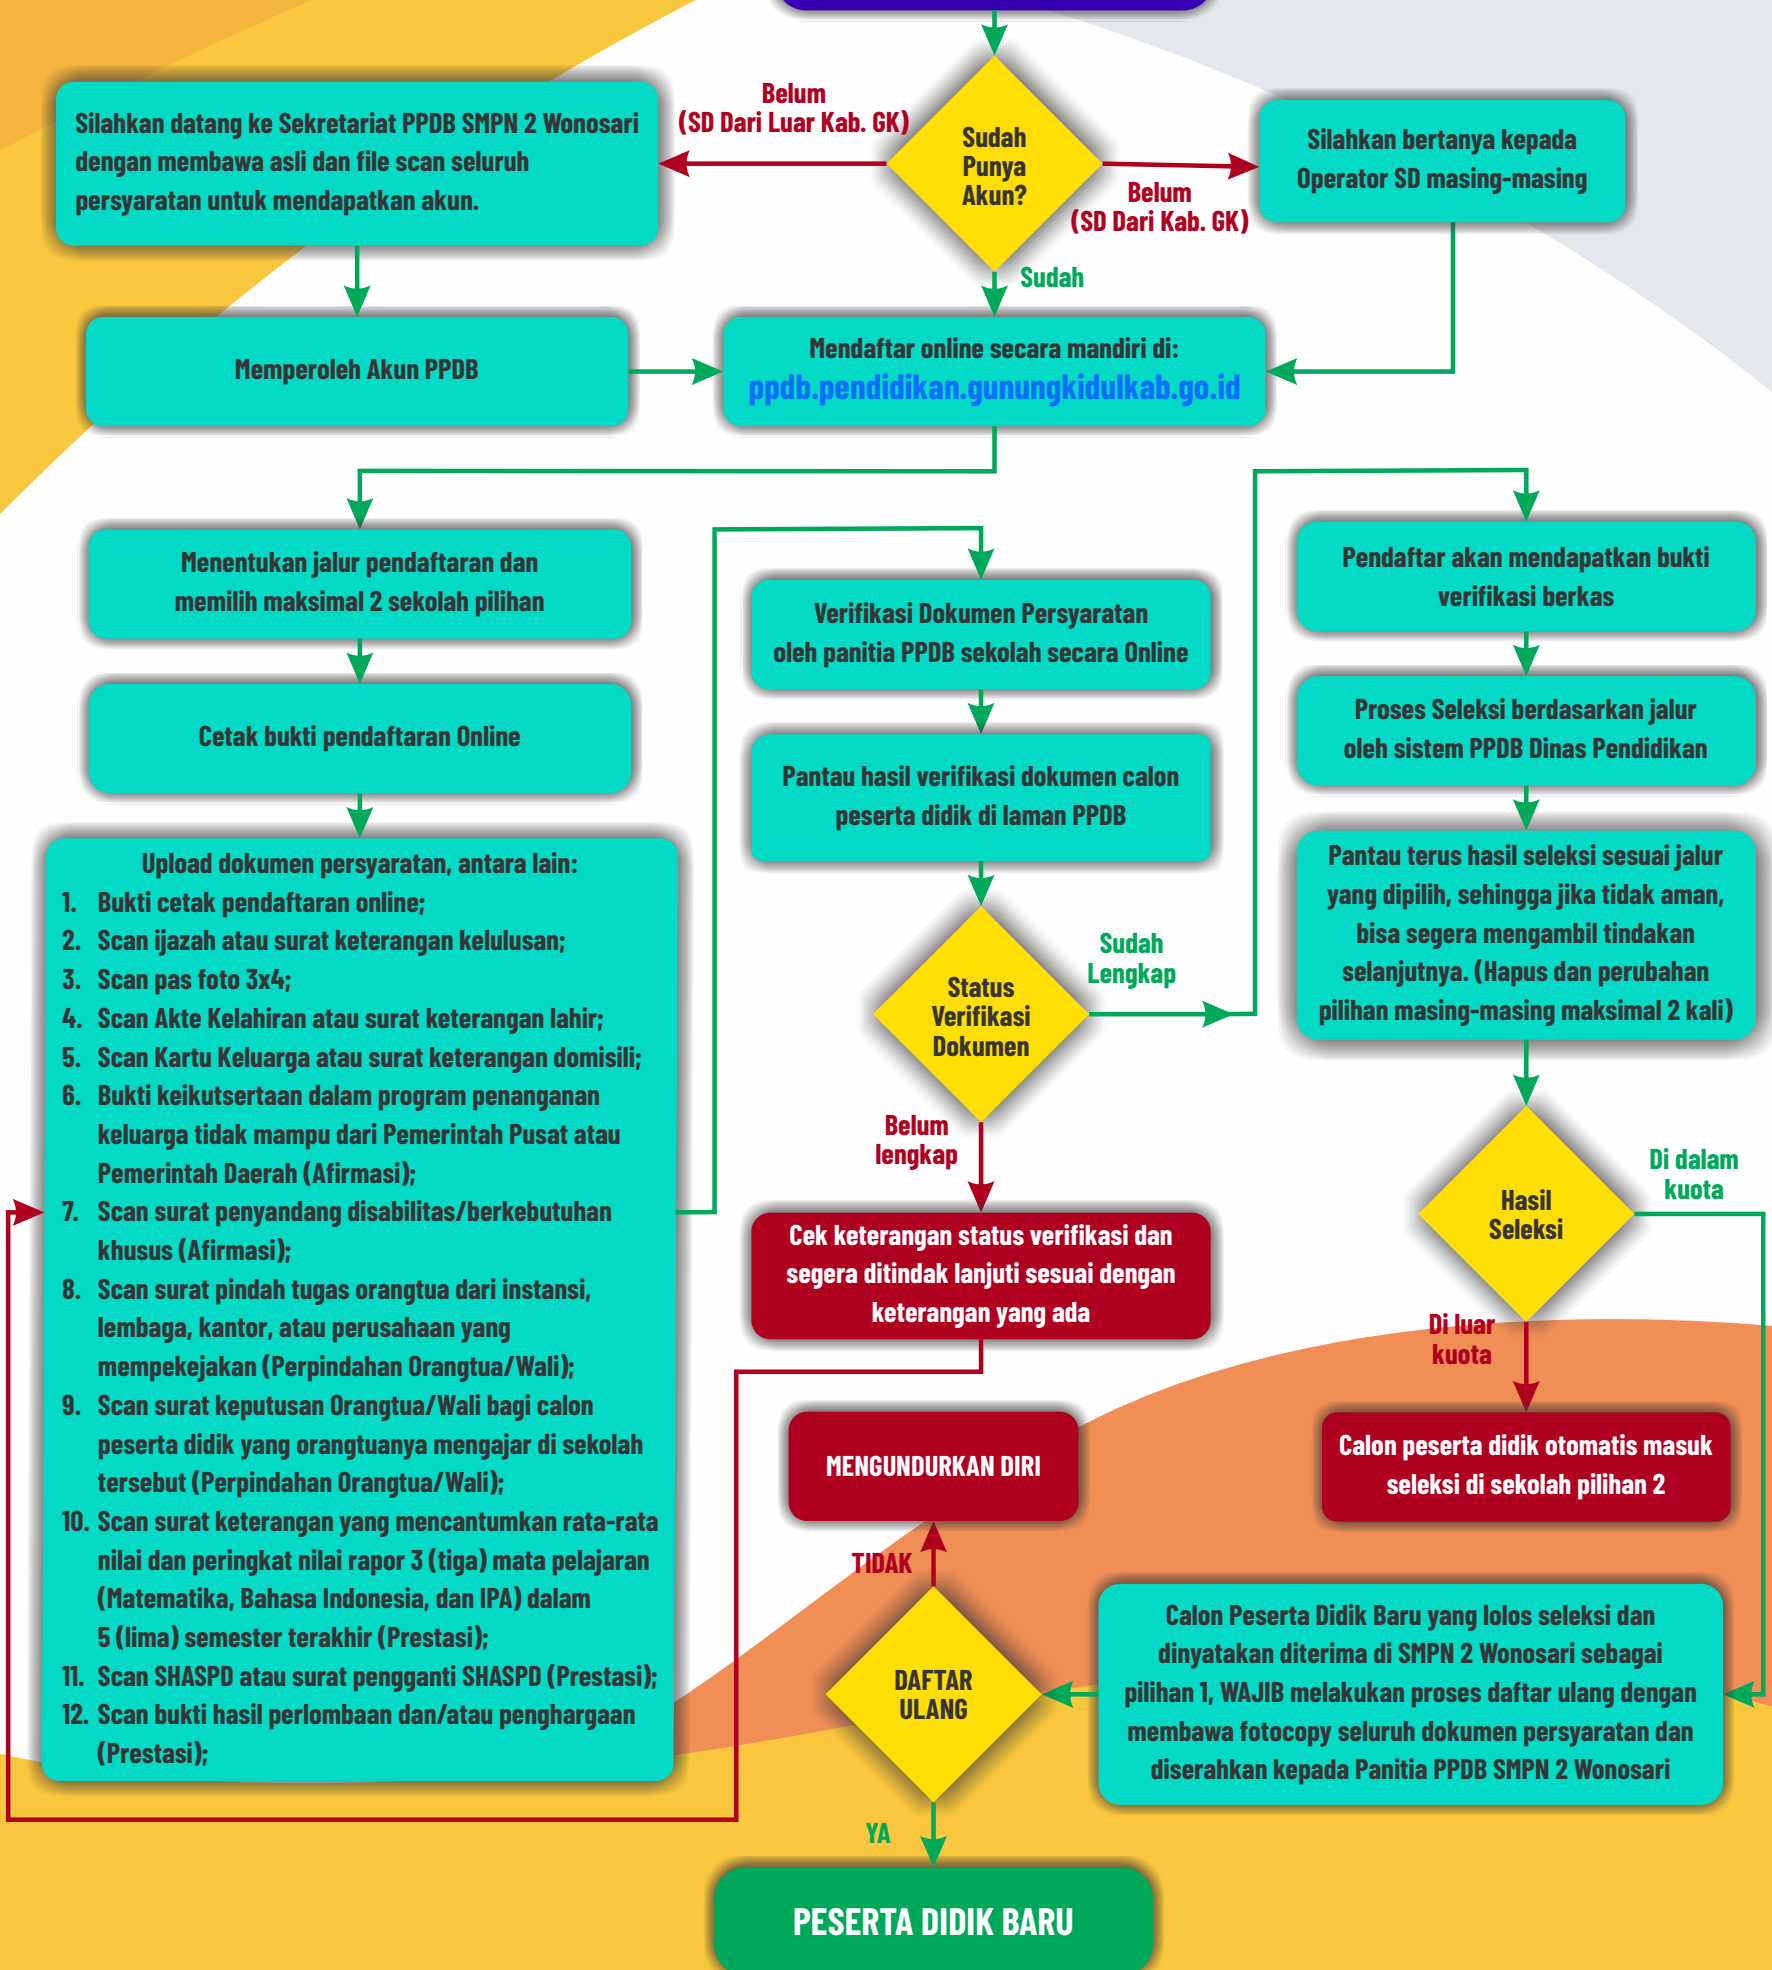 Belum
(SD Dari Luar Kab. GK)
Silahkan datang ke Sekretariat PPDB SMPN 2 Wonosari
dengan membawa asli dan file scan seluruh
persyaratan untuk mendapatkan akun.
Sudah
Punya
Akun?
Silahkan bertanya kepada
Operator SD masing-masing
Belum
(SD Dari Kab. GK)
Sudah
Memperoleh Akun PPDB
Mendaftar online secara mandiri di:
ppdb.pendidikan.gunungkidulkab.go.id
Menentukan jalur pendaftaran dan
memilih maksimal 2 sekolah pilihan
Cetak bukti pendaftaran Online
Upload dokumen persyaratan, antara lain:
1. Bukti cetak pendaftaran online;
2. Scan ijazah atau surat keterangan kelulusan;
3. Scan pas foto 3x4;
4. Scan Akte Kelahiran atau surat keterangan lahir;
5. Scan Kartu Keluarga atau surat keterangan domisili;
6. Bukti keikutsertaan dalam program penanganan
keluarga tidak mampu dari Pemerintah Pusat atau
Pemerintah Daerah (Afirmasi);
7. Scan surat penyandang disabilitas/berkebutuhan
khusus (Afirmasi);
8. Scan surat pindah tugas orangtua dari instansi,
lembaga, kantor, atau perusahaan yang
mempekejakan (Perpindahan Orangtua/Wali);
9. Scan surat keputusan Orangtua/Wali bagi calon
peserta didik yang orangtuanya mengajar di sekolah
tersebut (Perpindahan Orangtua/Wali);
10. Scan surat keterangan yang mencantumkan rata-rata
nilai dan peringkat nilai rapor 3 (tiga) mata pelajaran
(Matematika, Bahasa Indonesia, dan IPA) dalam
5 (lima) semester terakhir (Prestasi);
11. Scan SHASPD atau surat pengganti SHASPD (Prestasi);
12. Scan bukti hasil perlombaan dan/atau penghargaan
(Prestasi);
Verifikasi Dokumen Persyaratan
oleh panitia PPDB sekolah secara Online
Pantau hasil verifikasi dokumen calon
peserta didik di laman PPDB
Status
Verifikasi
Dokumen
Sudah
Lengkap
Belum
lengkap
Cek keterangan status verifikasi dan
segera ditindak lanjuti sesuai dengan
keterangan yang ada
Pendaftar akan mendapatkan bukti
verifikasi berkas
Proses Seleksi berdasarkan jalur
oleh sistem PPDB Dinas Pendidikan
Pantau terus hasil seleksi sesuai jalur
yang dipilih, sehingga jika tidak aman,
bisa segera mengambil tindakan
selanjutnya. (Hapus dan perubahan
pilihan masing-masing maksimal 2 kali)
Hasil
Seleksi
Di dalam
kuota
Di luar
kuota
Calon peserta didik otomatis masuk
seleksi di sekolah pilihan 2
Calon Peserta Didik Baru yang lolos seleksi dan
dinyatakan diterima di SMPN 2 Wonosari sebagai
pilihan 1, WAJIB melakukan proses daftar ulang dengan
membawa fotocopy seluruh dokumen persyaratan dan
diserahkan kepada Panitia PPDB SMPN 2 Wonosari
MENGUNDURKAN DIRI
TIDAK
DAFTAR
ULANG
YA
PESERTA DIDIK BARU